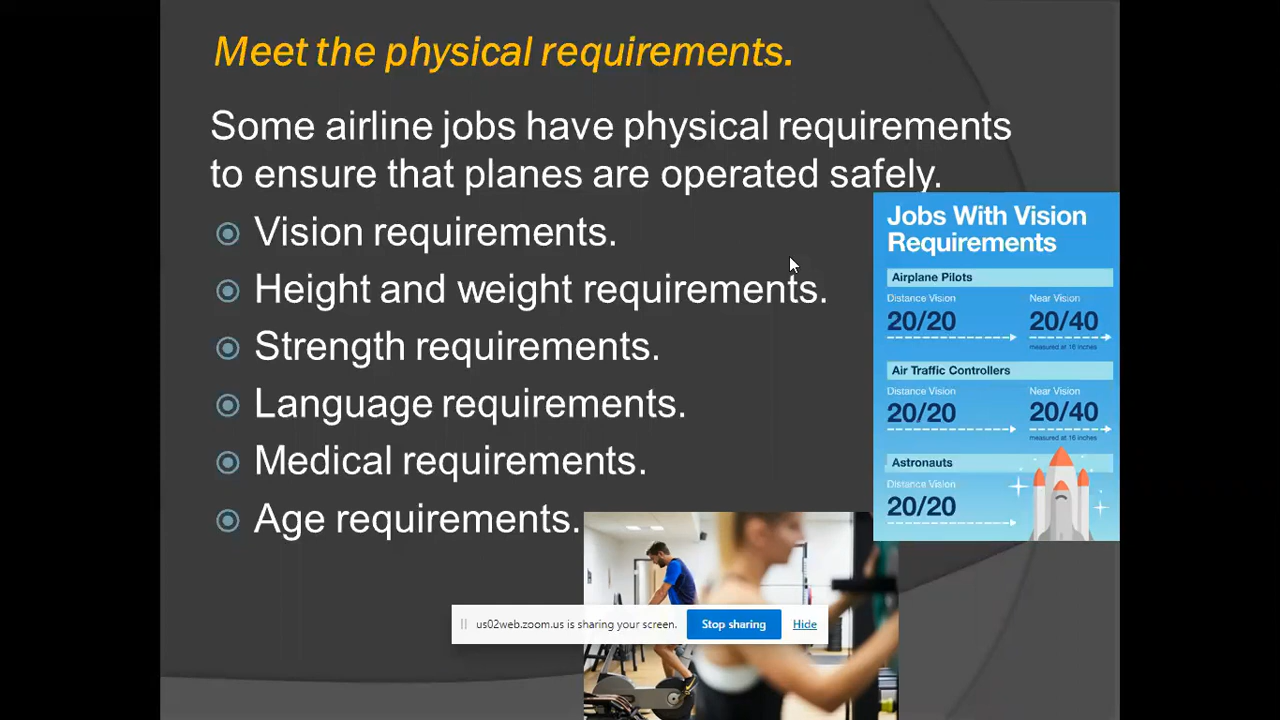 Meet the physical requirements.
Some airline jobs have physical requirements
to ensure that planes are operated safely.
Vision requirements.
Height and weight requirements.
Strength requirements.
Language requirements.
Medical requirements.
Age requirements.
Jobs With Vision
Requirements
Airplane Pilots
Distance Vision Near Vision
20/20 20/40
measured at 16 inches
Air Traffic Controllers
Distance Vision Near Vision
20/20 20/40
measured at 16 inches
Astronauts
Distance Vision
20/20
us02web.zoom.us is sharing your screen. Stop sharing Hide